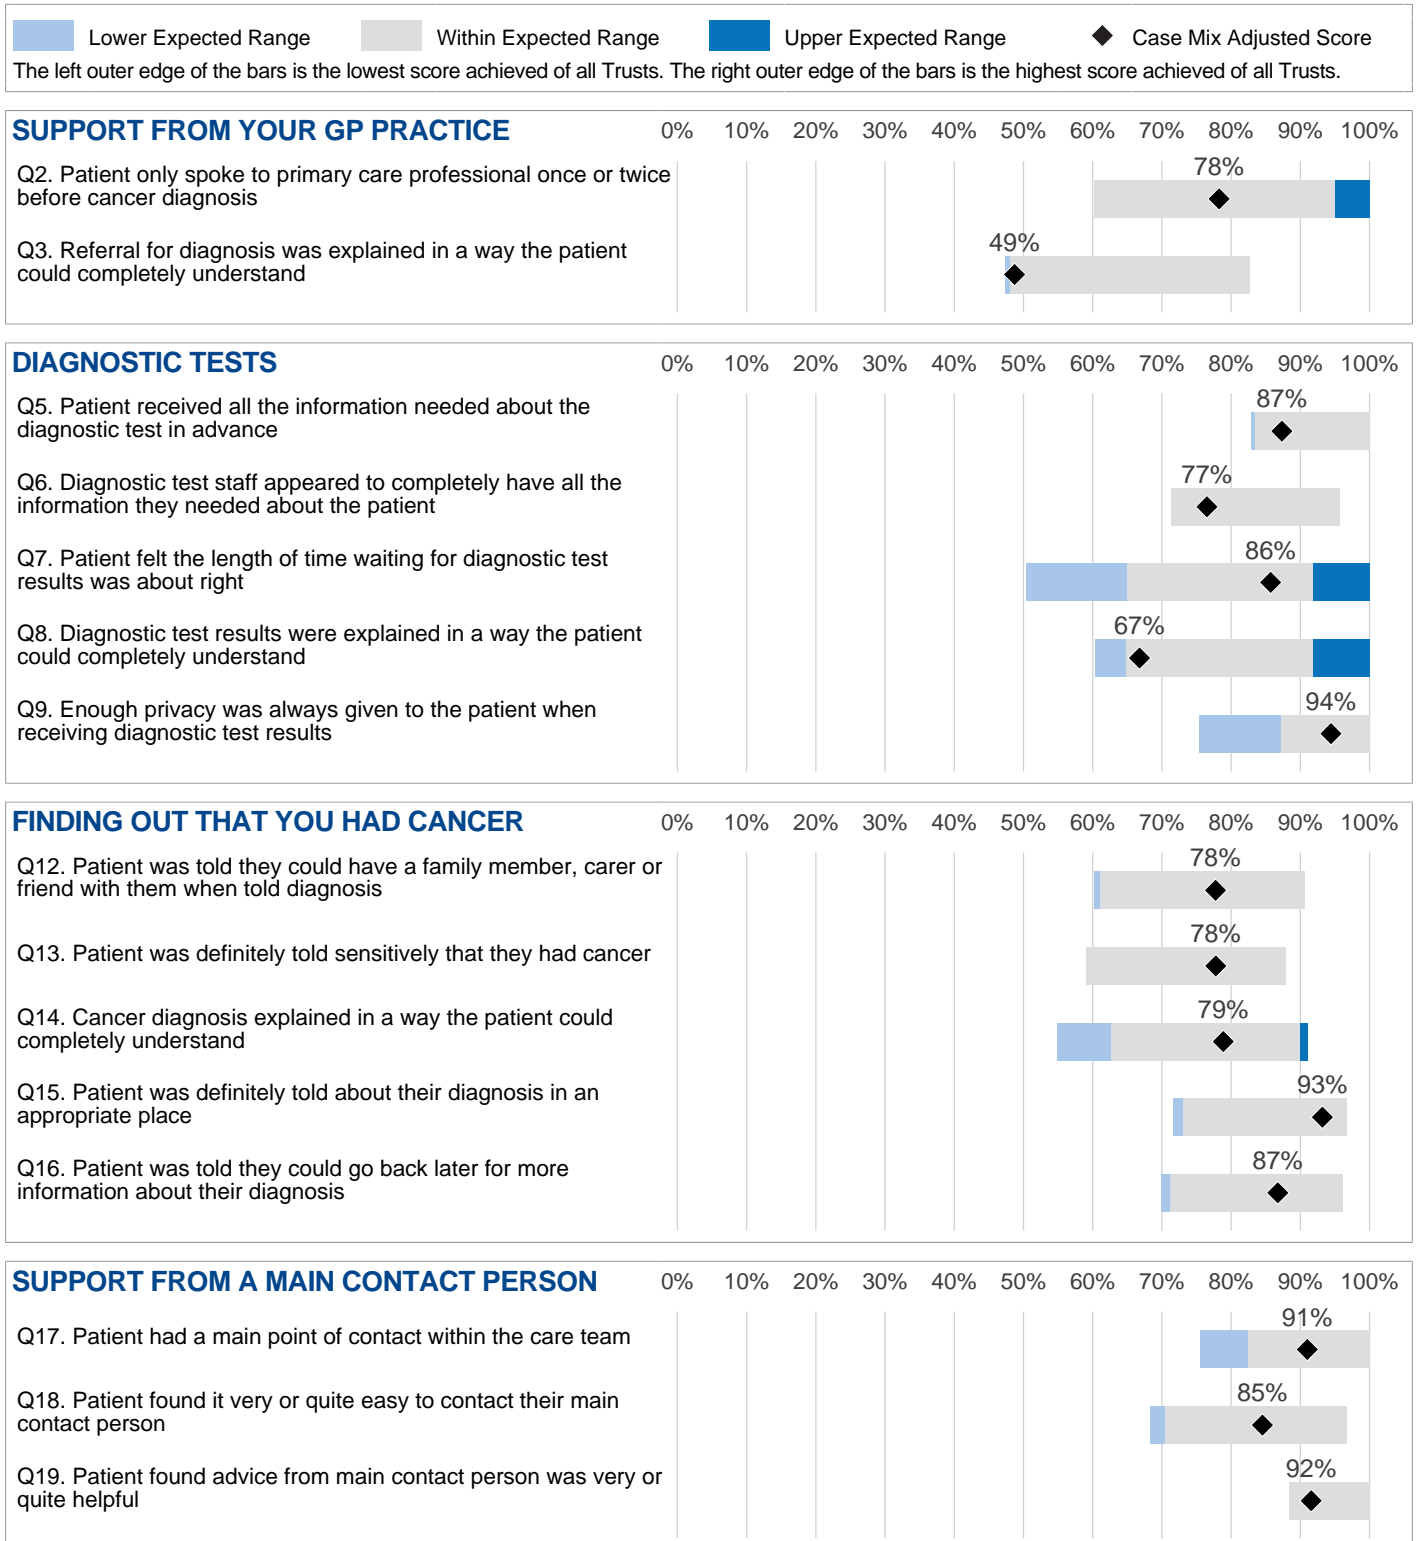 Lower Expected Range Within Expected Range Upper Expected Range Case Mix Adjusted Score
The left outer edge of the bars is the lowest score achieved of all Trusts. The right outer edge of the bars is the highest score achieved of all Trusts.
SUPPORT FROM YOUR GP PRACTICE 0% 10% 20% 30% 40% 50% 60% 70% 80% 90% 100%
Q2. Patient only spoke to primary care professional once or twice
before cancer diagnosis
78%
Q3. Referral for diagnosis was explained in a way the patient
could completely understand
49%
DIAGNOSTIC TESTS 0% 10% 20% 30% 40% 50% 60% 70% 80% 90% 100%
Q5. Patient received all the information needed about the
diagnostic test in advance
87%
Q6. Diagnostic test staff appeared to completely have all the
information they needed about the patient
77%
Q7. Patient felt the length of time waiting for diagnostic test
results was about right
86%
Q8. Diagnostic test results were explained in a way the patient
could completely understand
67%
Q9. Enough privacy was always given to the patient when
receiving diagnostic test results
94%
FINDING OUT THAT YOU HAD CANCER 0% 10% 20% 30% 40% 50% 60% 70% 80% 90% 100%
Q12. Patient was told they could have a family member, carer or
friend with them when told diagnosis
78%
Q13. Patient was definitely told sensitively that they had cancer
78%
Q14. Cancer diagnosis explained in a way the patient could
completely understand
79%
Q15. Patient was definitely told about their diagnosis in an
appropriate place
93%
Q16. Patient was told they could go back later for more
information about their diagnosis
87%
SUPPORT FROM A MAIN CONTACT PERSON 0% 10% 20% 30% 40% 50% 60% 70% 80% 90% 100%
Q17. Patient had a main point of contact within the care team
91%
Q18. Patient found it very or quite easy to contact their main
contact person
85%
Q19. Patient found advice from main contact person was very or
quite helpful
92%